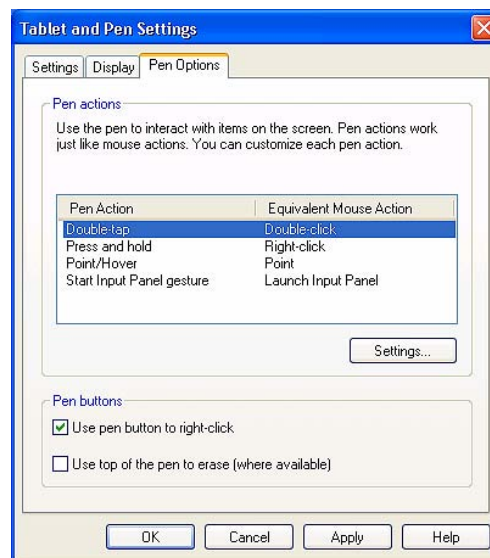 Tablet and Pen Settings
Settings Display Pen Options
Pen actions
Use the pen to interact with items on the screen. Pen actions work
just like mouse actions. You can customize each pen action.
Pen Action Equivalent Mouse Action
Double-tap Double-click
Press and hold Right-click
Point/Hover Point
Start Input Panel gesture Launch Input Panel
Settings...
Pen buttons
Use pen button to right-click
Use top of the pen to erase (where available)
OK Cancel Apply Help